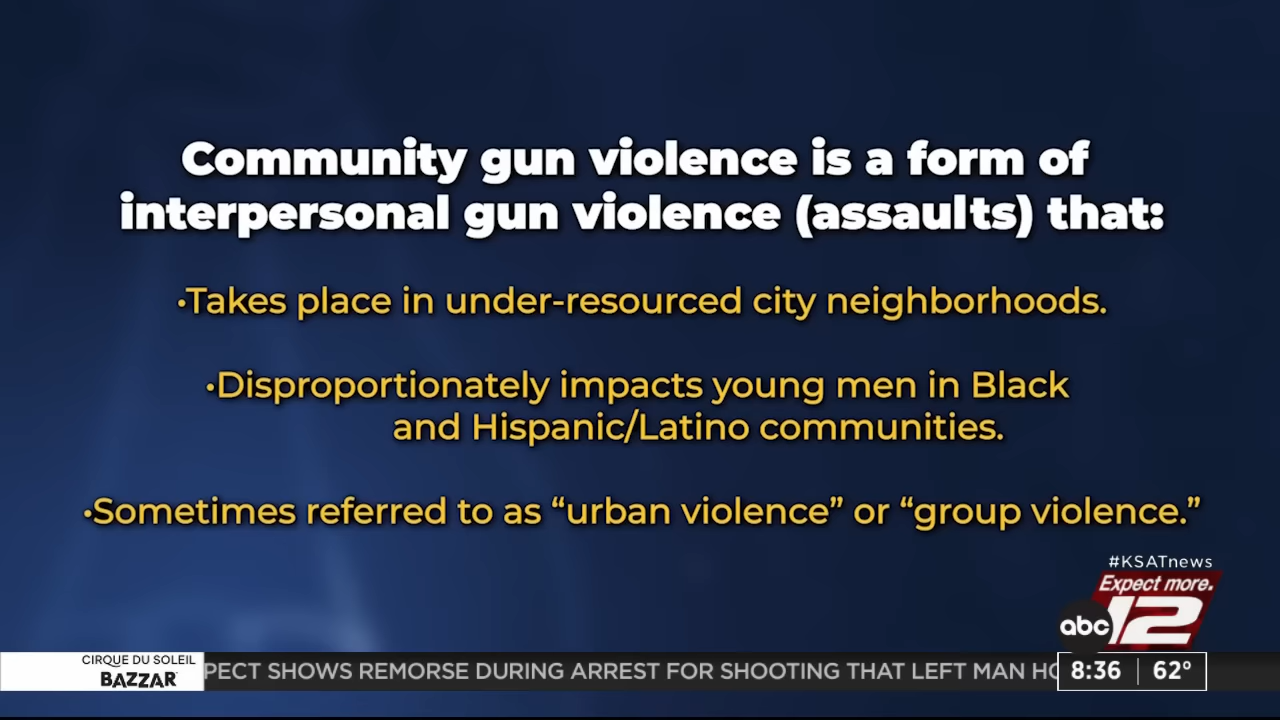 Community gun violence is a form of
interpersonal gun violence (assaults) that:
•Takes place in under-resourced city neighborhoods.
•Disproportionately impacts young men in Black
and Hispanic/Latino communities.
•Sometimes referred to as “urban violence” or “group violence.”
#KSATnews
Expect more.
abc 12
CIRQUE DU SOLEIL
BAZZAR
PECT SHOWS REMORSE DURING ARREST FOR SHOOTING THAT LEFT MAN HO
8:36 62°